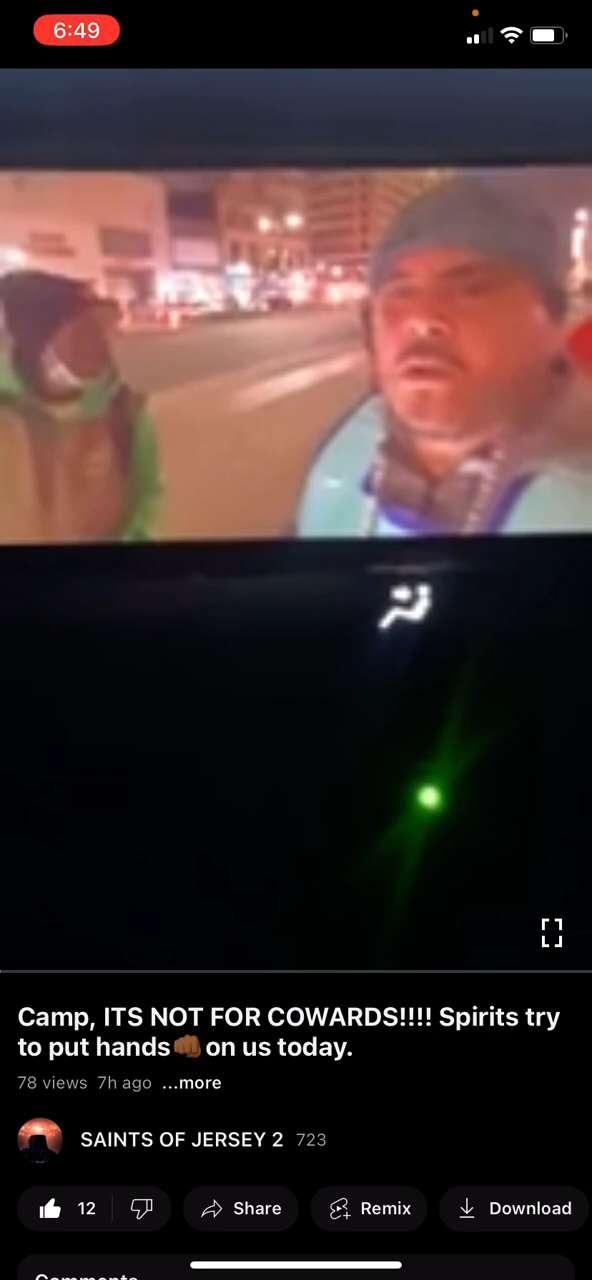 6:49
Camp, ITS NOT FOR COWARDS!!!! Spirits try
to put hands👊🏾on us today.
78 views 7h ago ...more
SAINTS OF JERSEY 2 723
12 Share Remix Download
Comments